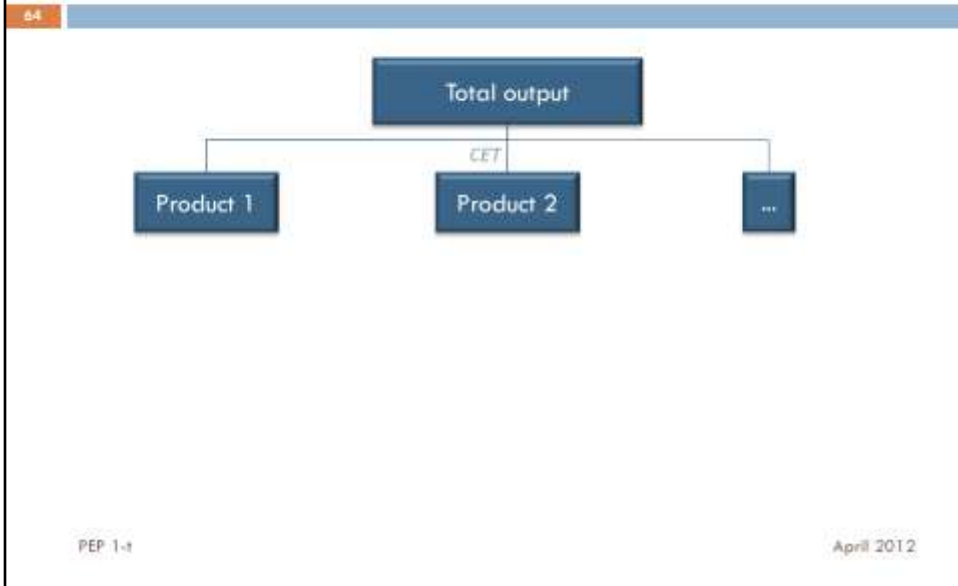 64
Total output
CET
Product 1
Product 2
...
PEP 1-t
April 2012